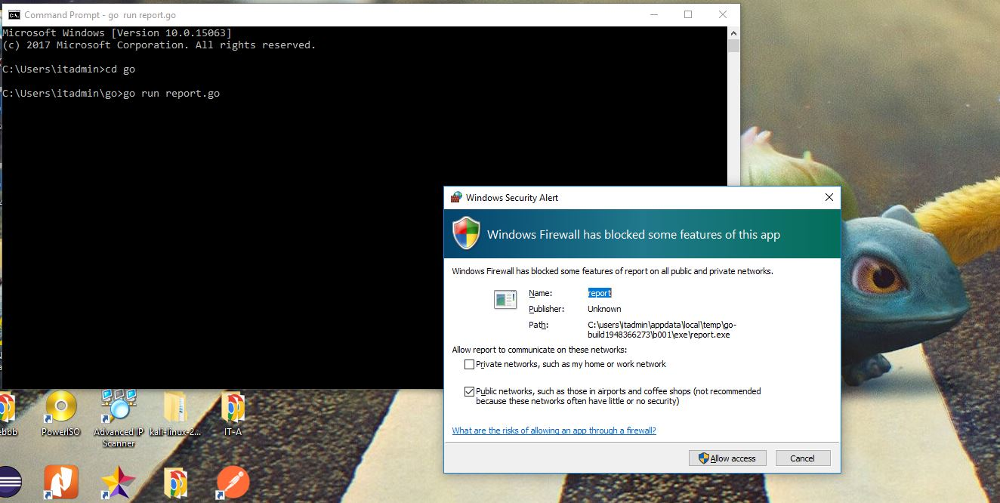 Command Prompt - go  run report.go
Microsoft Windows [Version 10.0.15063]
(c) 2017 Microsoft Corporation. All rights reserved.
C:\Users\itadmin>cd go
C:\Users\itadmin\go>go run report.go
Windows Security Alert
Windows Firewall has blocked some features of this app
Windows Firewall has blocked some features of report on all public and private networks.
Name: report
Publisher: Unknown
Path: C:\users\itadmin\appdata\local\temp\go-
build1948366273\b001\exe\report.exe
Allow report to communicate on these networks:
Private networks, such as my home or work network
Public networks, such as those in airports and coffee shops (not recommended
because these networks often have little or no security)
What are the risks of allowing an app through a firewall?
Allow access Cancel
ebbb PowerISO Advanced IP kali-linux-2... IT-A
Scanner